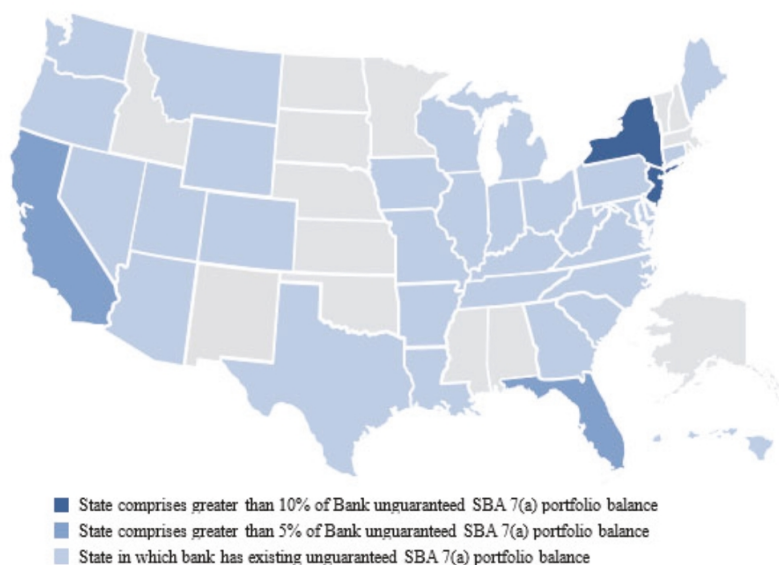 State comprises greater than 10% of Bank unguaranteed SBA 7(a) portfolio balance
State comprises greater than 5% of Bank unguaranteed SBA 7(a) portfolio balance
State in which bank has existing unguaranteed SBA 7(a) portfolio balance